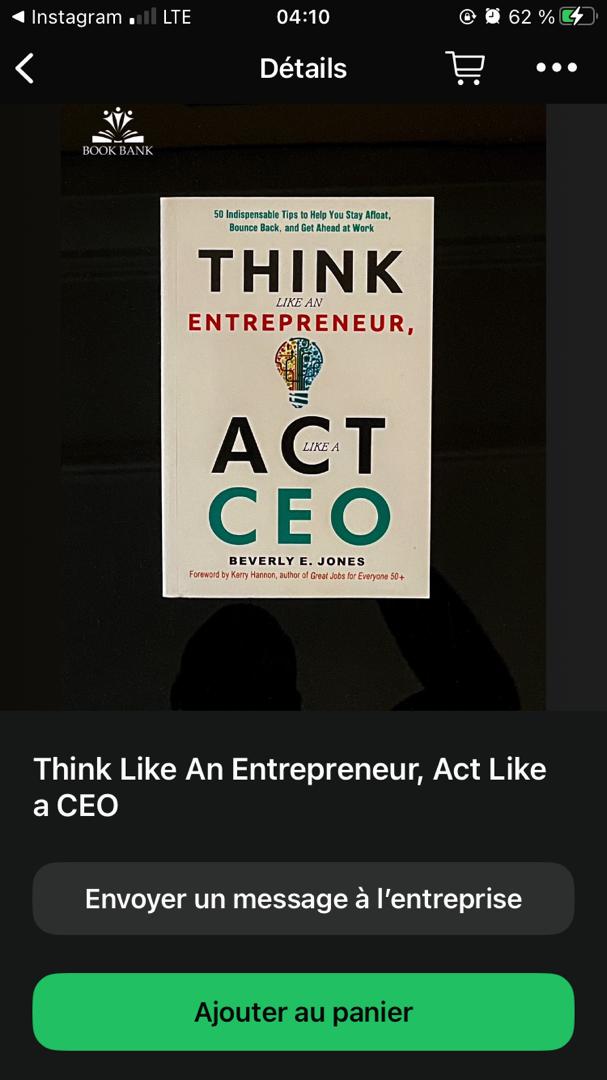 Instagram LTE 04:10 62 %
Détails
BOOK BANK
50 Indispensable Tips to Help You Stay Afloat,
Bounce Back, and Get Ahead at Work
THINK
LIKE AN
ENTREPRENEUR,
ACT
LIKE A
CEO
BEVERLY E. JONES
Foreword by Kerry Hannon, author of Great Jobs for Everyone 50+
Think Like An Entrepreneur, Act Like
a CEO
Envoyer un message à l’entreprise
Ajouter au panier